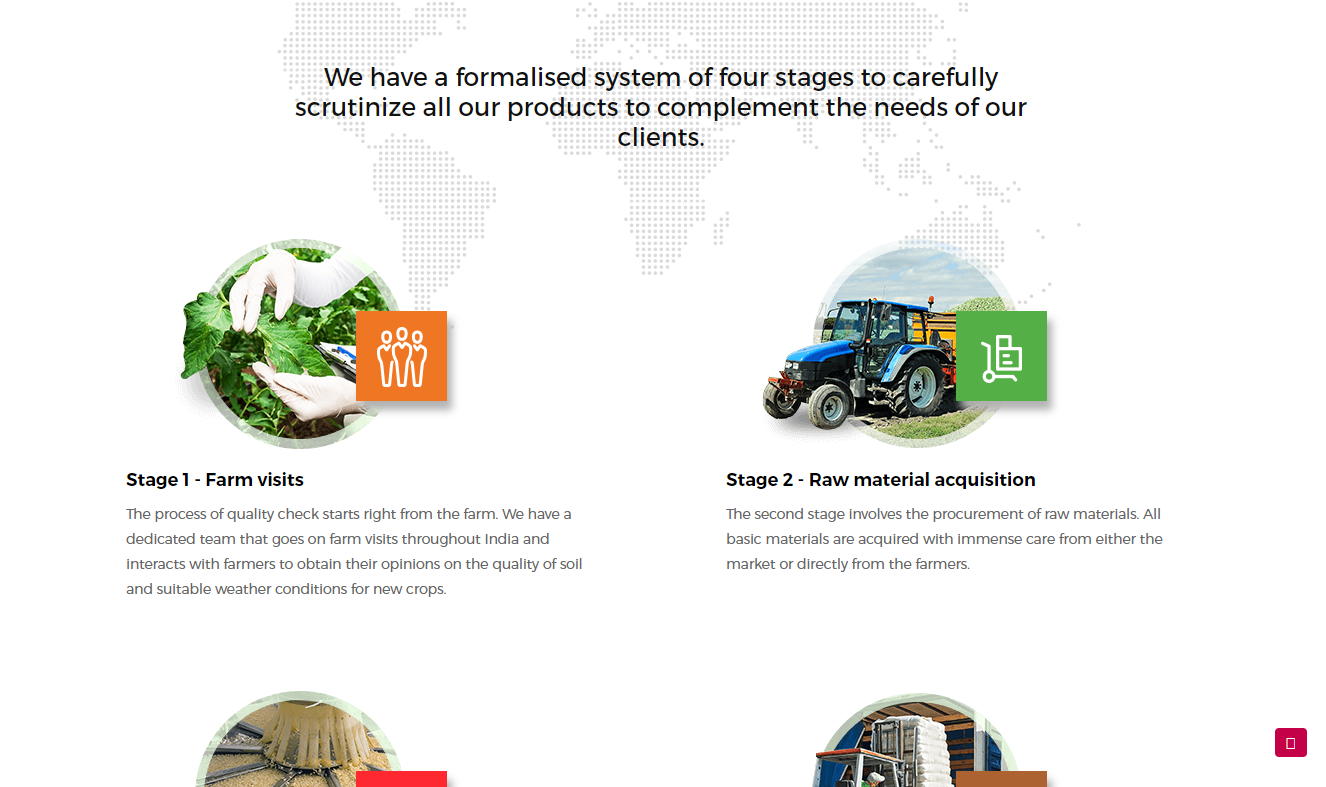 We have a formalised system of four stages to carefully
scrutinize all our products to complement the needs of our
clients.
Stage 1 - Farm visits
The process of quality check starts right from the farm. We have a
dedicated team that goes on farm visits throughout India and
interacts with farmers to obtain their opinions on the quality of soil
and suitable weather conditions for new crops.
Stage 2 - Raw material acquisition
The second stage involves the procurement of raw materials. All
basic materials are acquired with immense care from either the
market or directly from the farmers.